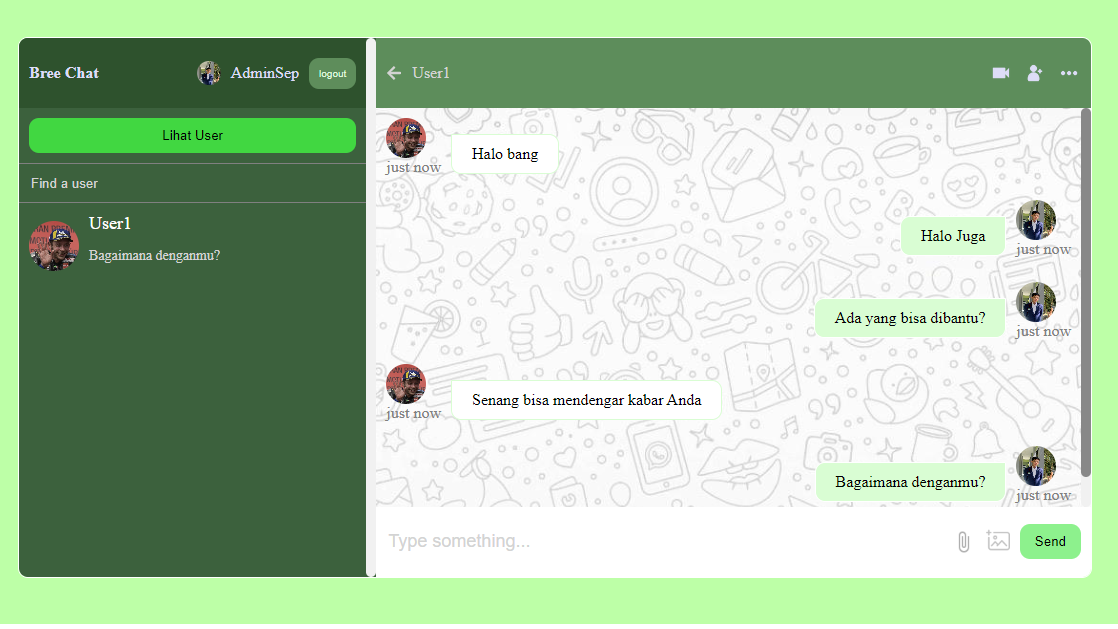 Bree Chat
AdminSep
logout
User1
Lihat User
Find a user
User1
Bagaimana denganmu?
Halo bang
just now
Halo Juga
just now
Ada yang bisa dibantu?
just now
Senang bisa mendengar kabar Anda
just now
Bagaimana denganmu?
just now
Type something...
Send